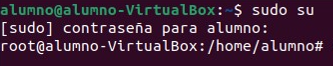 alumno@alumno-VirtualBox:~$ sudo su
[sudo] contraseña para alumno:
root@alumno-VirtualBox:/home/alumno#